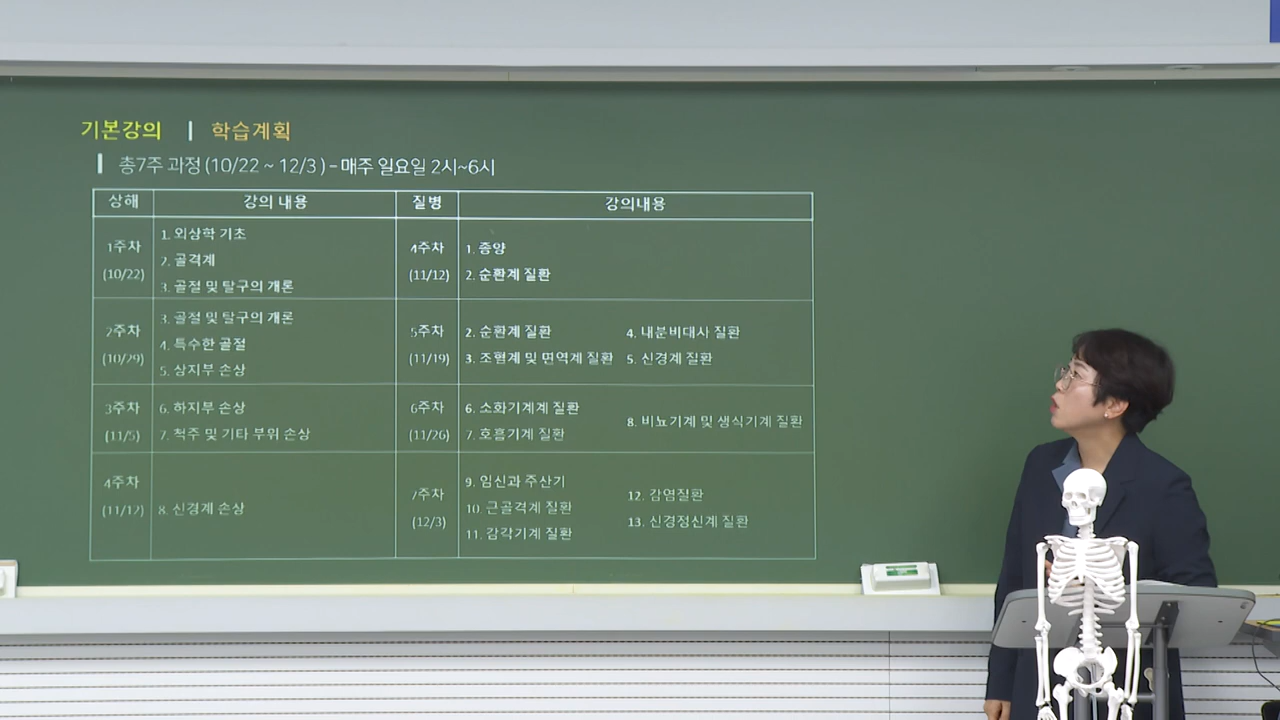 기본강의 | 학습계획
총7주 과정 (10/22 ~ 12/3 ) - 매주 일요일 2시~6시
상해 강의 내용 질병 강의내용
1주차 (10/22)
1. 외상학 기초
2. 골격계
3. 골절 및 탈구의 개론
4주차 (11/12)
1. 종양
2. 순환계 질환
2주차 (10/29)
3. 골절 및 탈구의 개론
4. 특수한 골절
5. 상지부 손상
5주차 (11/19)
2. 순환계 질환 4. 내분비대사 질환
3. 조혈계 및 면역계 질환 5. 신경계 질환
3주차 (11/5)
6. 하지부 손상
7. 척주 및 기타 부위 손상
6주차 (11/26)
6. 소화기계계 질환
7. 호흡기계 질환
8. 비뇨기계 및 생식기계 질환
4주차 (11/12)
8. 신경계 손상
7주차 (12/3)
9. 임신과 주산기
10. 근골격계 질환
11. 감각기계 질환
12. 감염질환
13. 신경정신계 질환